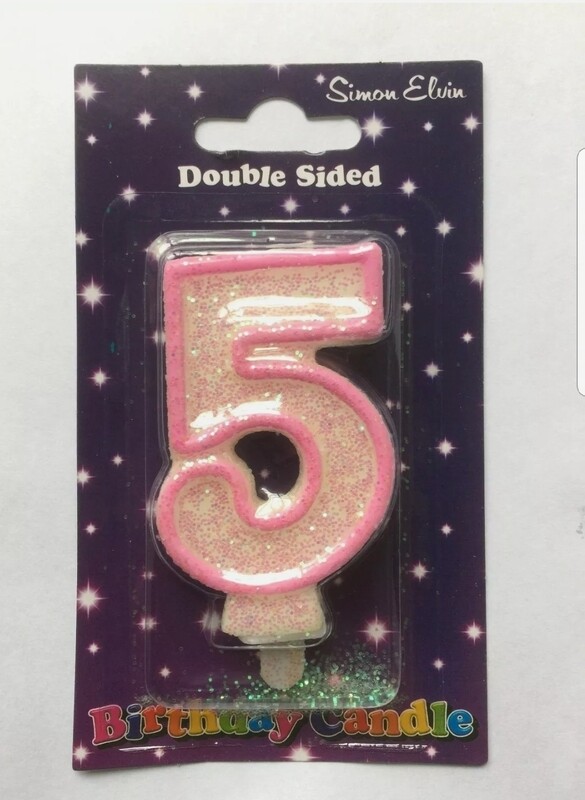 Simon Elvin
Double Sided
5
Birthday Candle